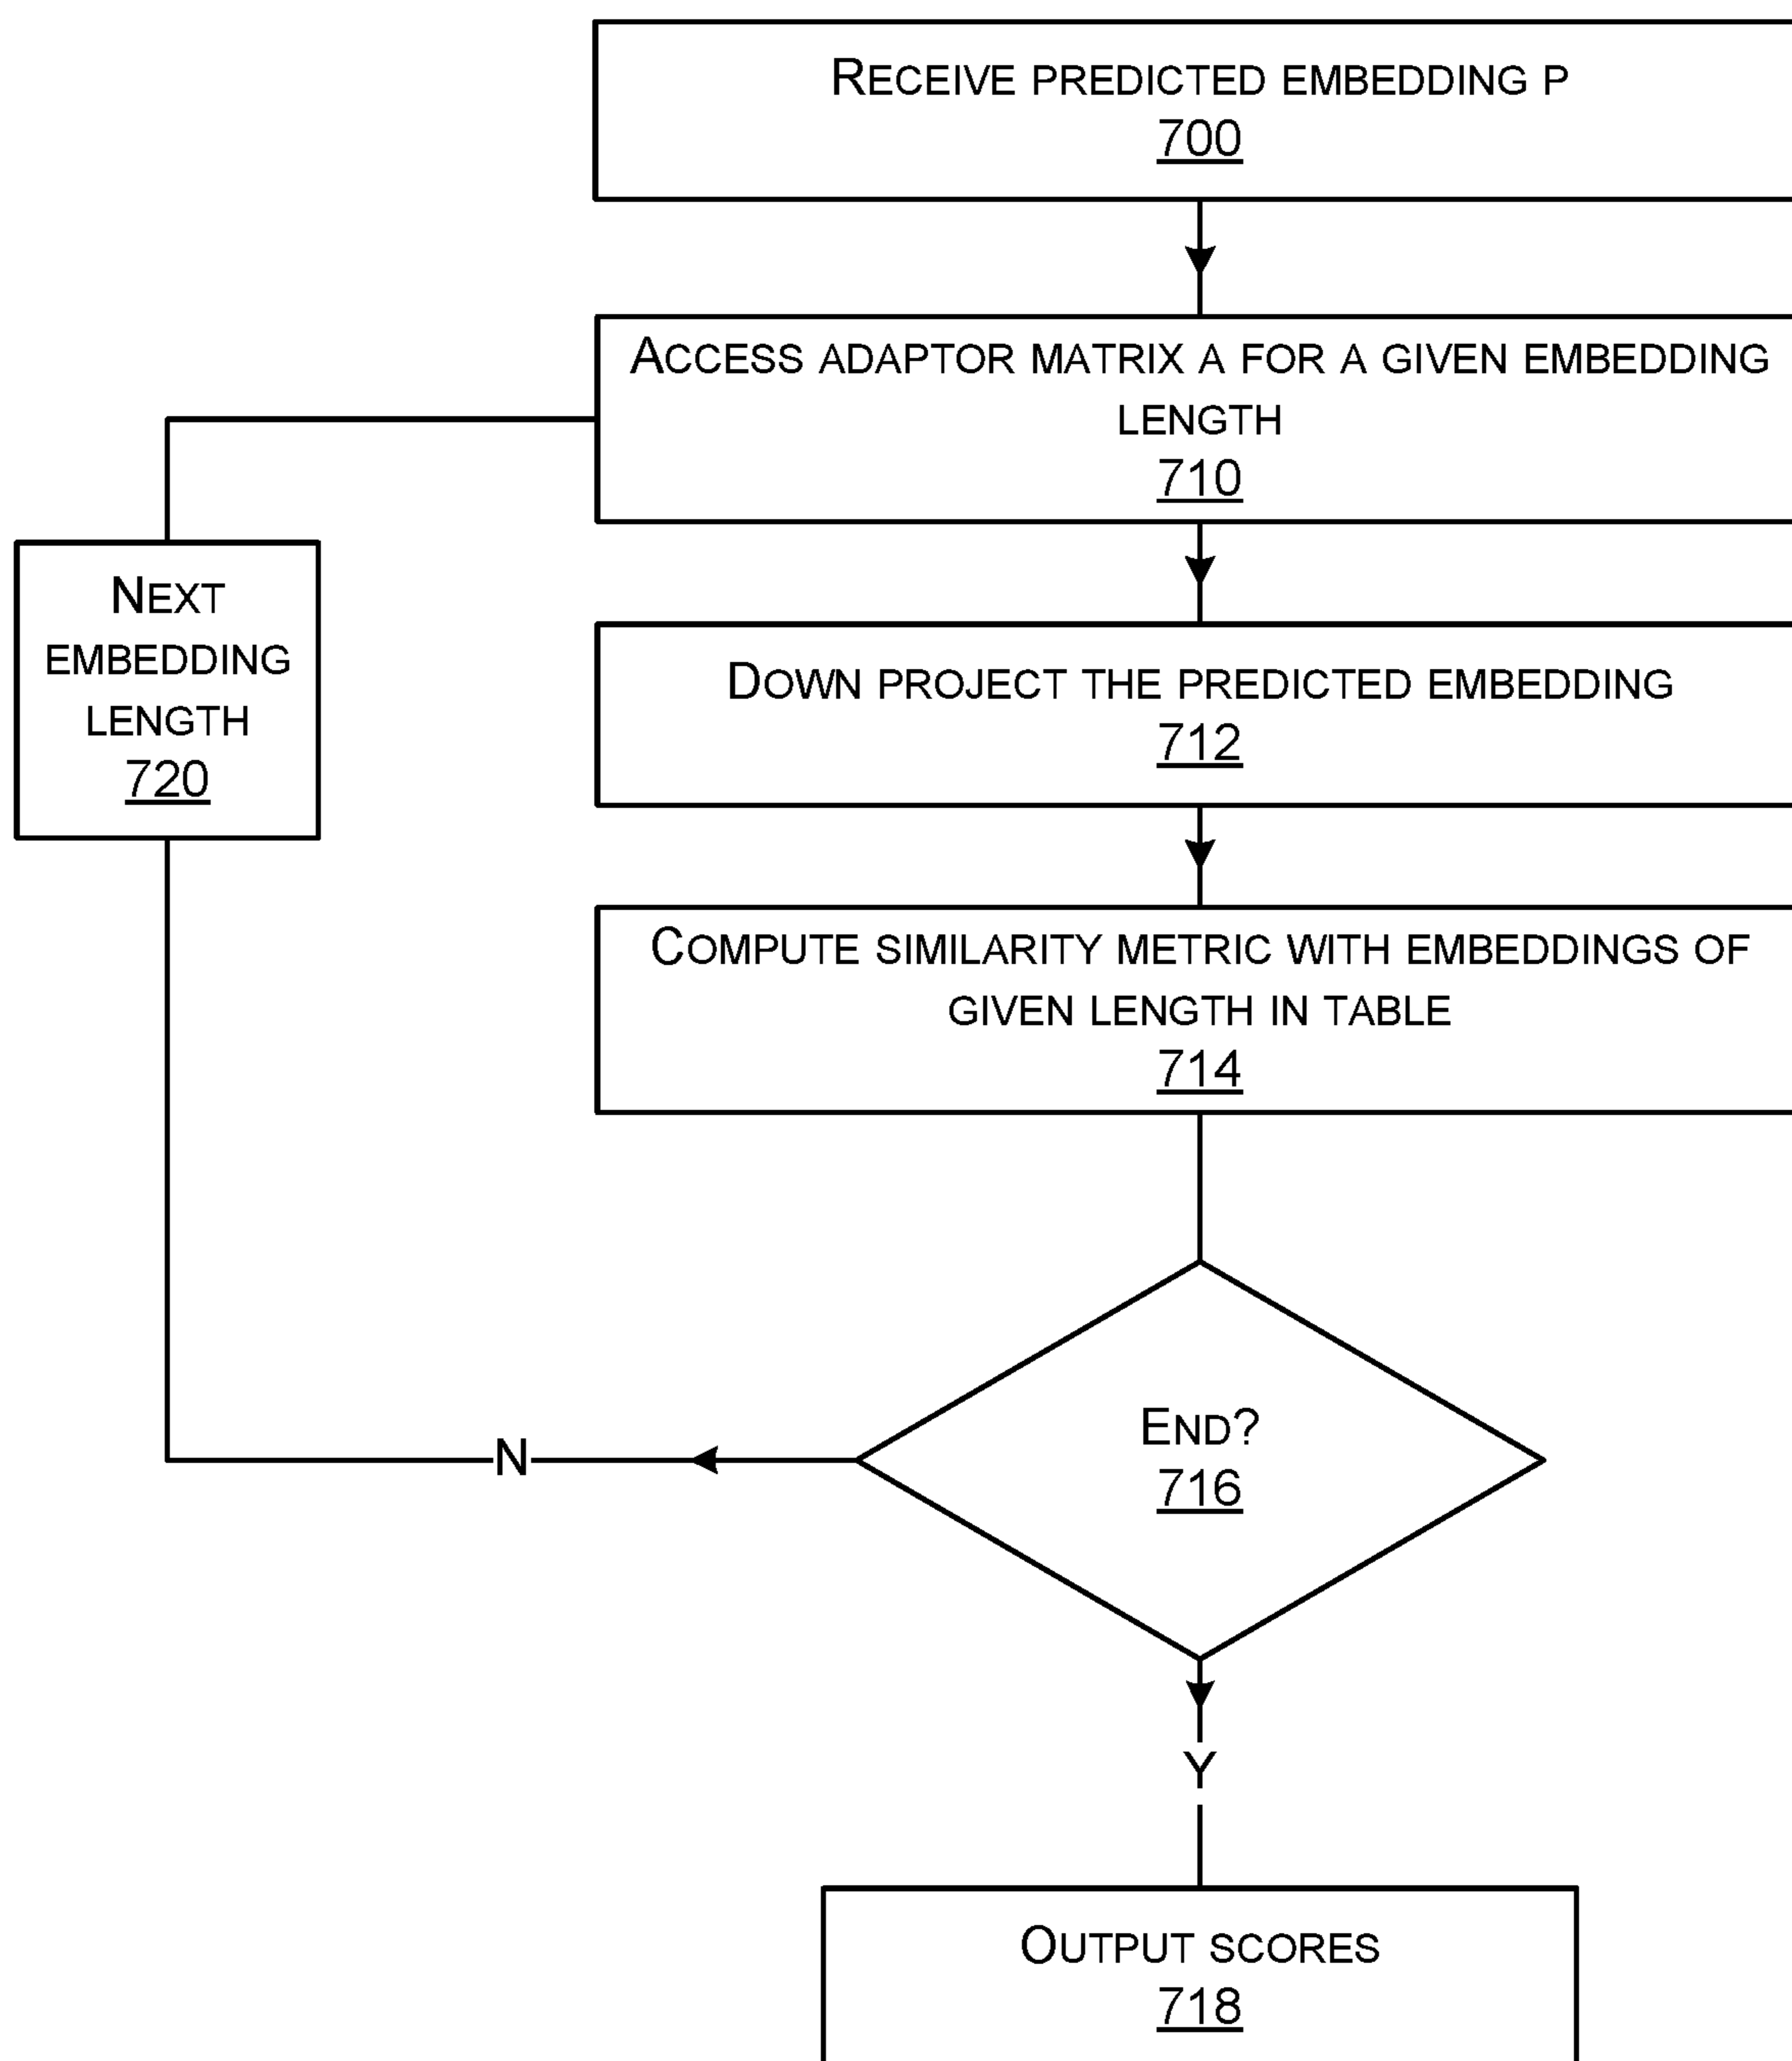 RECEIVE PREDICTED EMBEDDING P
700
ACCESS ADAPTOR MATRIX A FOR A GIVEN EMBEDDING
LENGTH
710
NEXT
EMBEDDING
LENGTH
720
DOWN PROJECT THE PREDICTED EMBEDDING
712
COMPUTE SIMILARITY METRIC WITH EMBEDDINGS OF
GIVEN LENGTH IN TABLE
714
END?
716
N
Y
OUTPUT SCORES
718